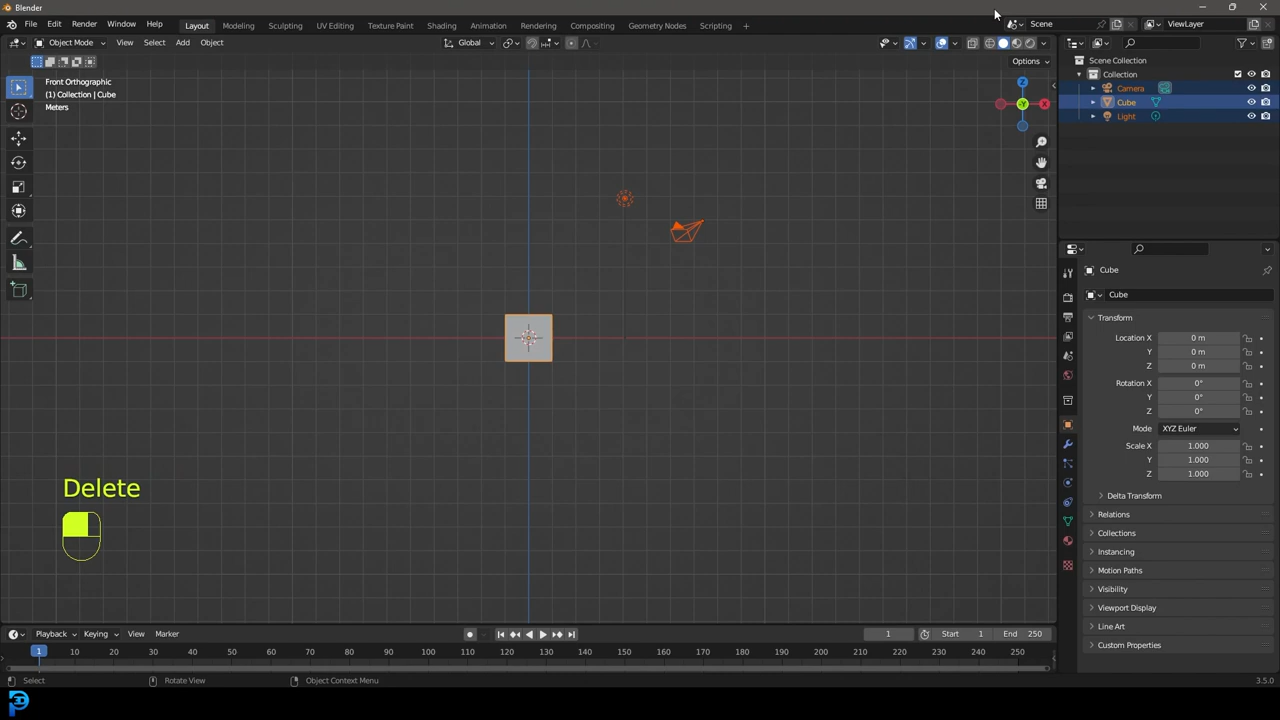 Blender
File Edit Render Window Help Layout Modeling Sculpting UV Editing Texture Paint Shading Animation Rendering Compositing Geometry Nodes Scripting + Scene ViewLayer
Object Mode View Select Add Object Global
Options
Front Orthographic
(1) Collection | Cube
Meters
Z
Y
X
Scene Collection
Collection
Camera
Cube
Light
Cube
Cube
Transform
Location X 0 m
Y 0 m
Z 0 m
Rotation X 0°
Y 0°
Z 0°
Mode XYZ Euler
Scale X 1.000
Y 1.000
Z 1.000
Delta Transform
Relations
Collections
Instancing
Motion Paths
Visibility
Viewport Display
Line Art
Custom Properties
Delete
Playback Keying View Marker 1 Start 1 End 250
1 10 20 30 40 50 60 70 80 90 100 110 120 130 140 150 160 170 180 190 200 210 220 230 240 250
Select Rotate View Object Context Menu 3.5.0